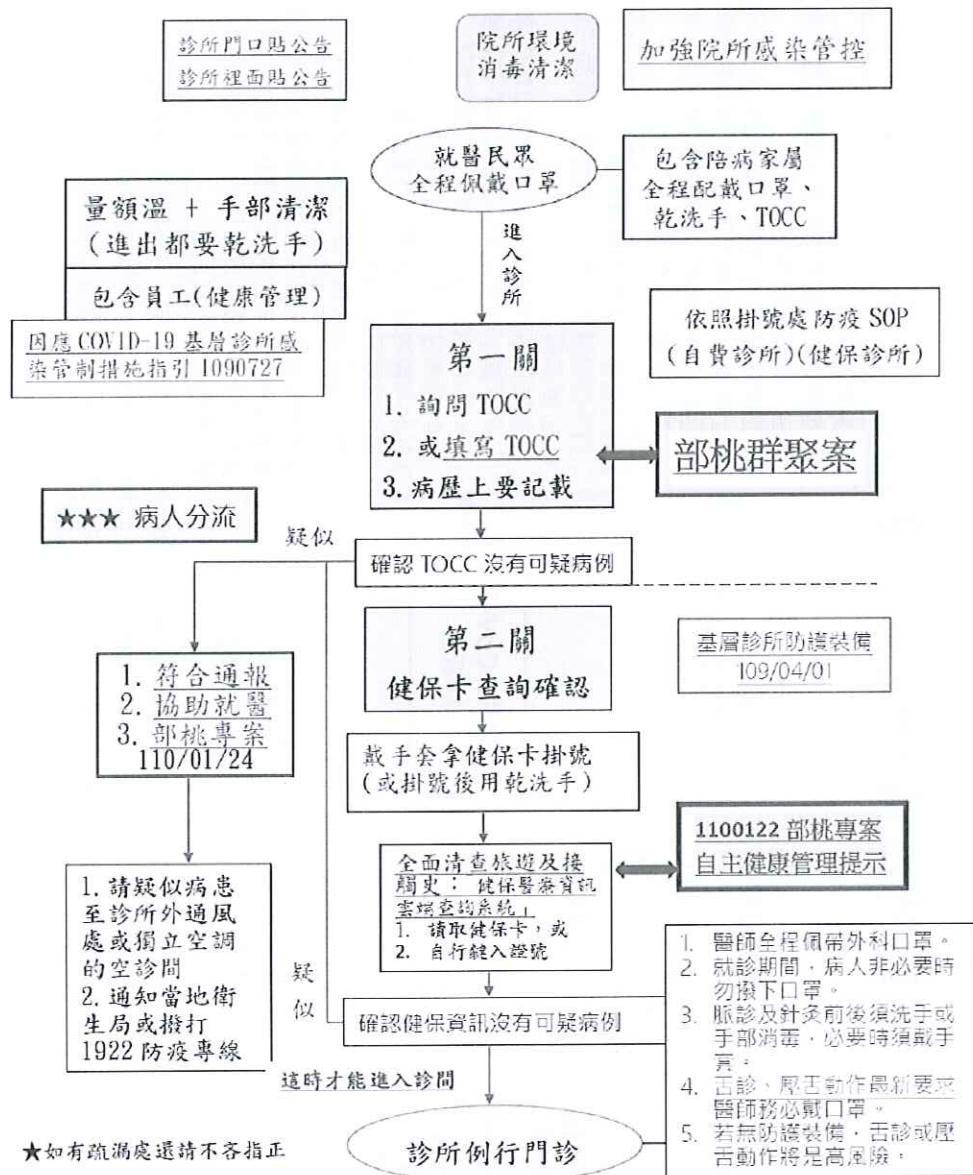 診所門口貼公告
診所裡面貼公告
院所環境
消毒清潔
加強院所感染管控
就醫民眾
全程佩戴口罩
包含陪病家屬
全程配戴口罩、
乾洗手、TOCC
量額溫 + 手部清潔
(進出都要乾洗手)
包含員工(健康管理)
因應 COVID-19 基層診所感
染管制措施指引 1090727
進入診所
依照掛號處防疫 SOP
(自費診所)(健保診所)
第一關
1. 詢問 TOCC
2. 或填寫 TOCC
3. 病歷上要記載
部桃群聚案
★★★ 病人分流
疑似
確認 TOCC 沒有可疑病例
第二關
健保卡查詢確認
基層診所防護裝備
109/04/01
1. 符合通報
2. 協助就醫
3. 部桃專案
110/01/24
戴手套拿健保卡掛號
(或掛號後用乾洗手)
全面清查旅遊及接
觸史：健保醫療資訊
雲端查詢系統」
1. 讀取健保卡，或
2. 自行鍵入證號
1100122 部桃專案
自主健康管理提示
1. 請疑似病患
至診所外通風
處或獨立空調
的空診間
2. 通知當地衛
生局或撥打
1922 防疫專線
疑似
確認健保資訊沒有可疑病例
這時才能進入診間
診所例行門診
1. 醫師全程佩帶外科口罩。
2. 就診期間，病人非必要時
勿撥下口罩。
3. 脈診及針灸前後須洗手或
手部消毒，必要時須戴手
套。
4. 舌診、壓舌動作最新要求
醫師務必戴口罩。
5. 若無防護裝備，舌診或壓
舌動作將是高風險，
★如有疏漏處還請不吝指正